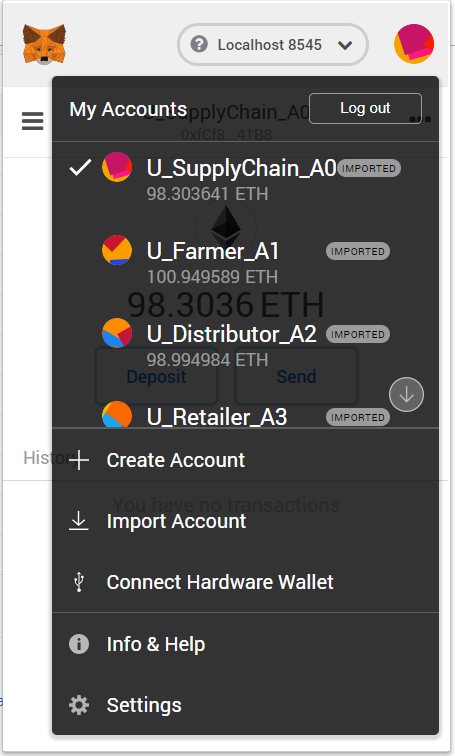 Localhost 8545
My Accounts
Log out
U_SupplyChain_A0
0xfCf8...41B8
U_SupplyChain_A0 IMPORTED
98.303641 ETH
U_Farmer_A1 IMPORTED
100.949589 ETH
98.3036 ETH
U_Distributor_A2 IMPORTED
98.994984 ETH
Deposit Send
U_Retailer_A3 IMPORTED
History
Create Account
You have no transactions
Import Account
Connect Hardware Wallet
Info & Help
Settings